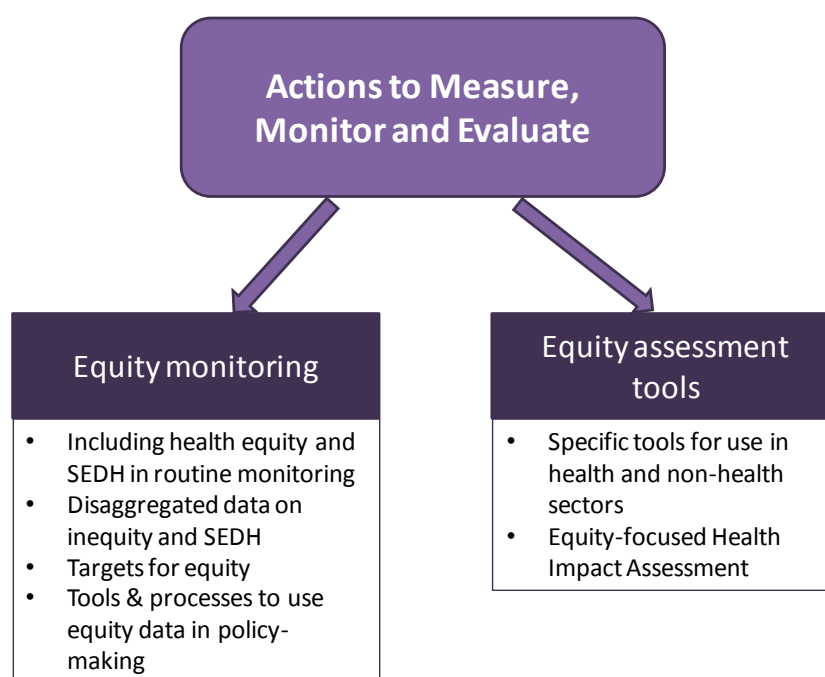 Actions to Measure,
Monitor and Evaluate
Equity monitoring
• Including health equity and
SEDH in routine monitoring
• Disaggregated data on
inequity and SEDH
• Targets for equity
• Tools & processes to use
equity data in policy-
making
Equity assessment
tools
• Specific tools for use in
health and non-health
sectors
• Equity-focused Health
Impact Assessment